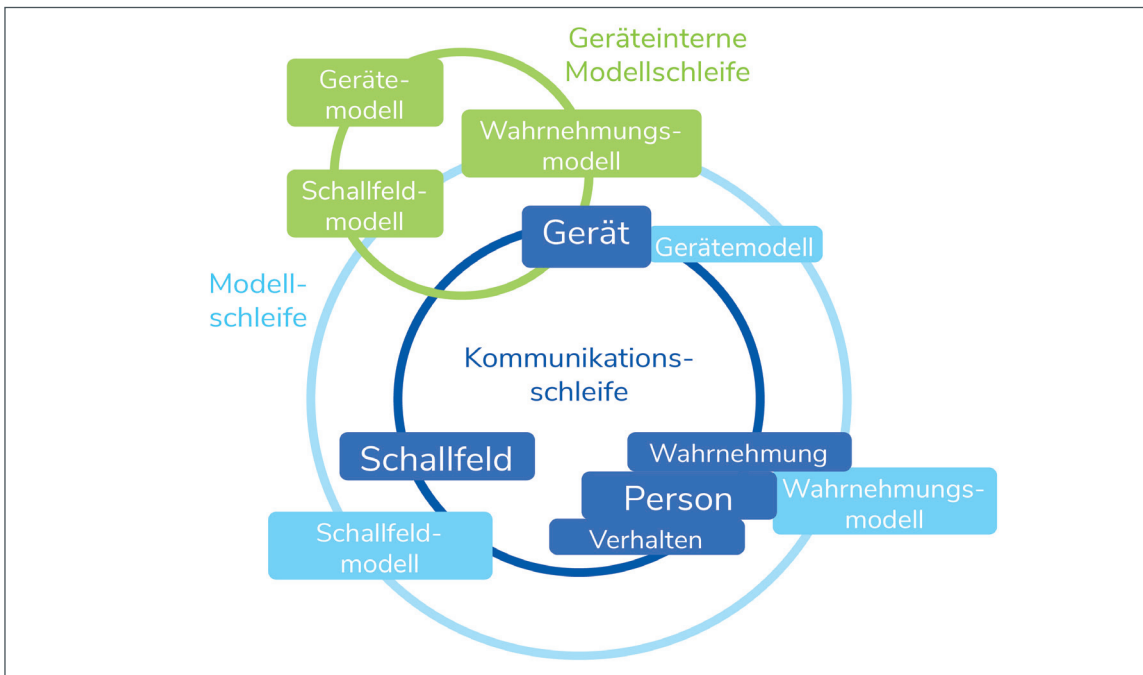 Geräteinterne
Modellschleife
Geräte-
modell
Wahrnehmungs-
modell
Schallfeld-
modell
Gerät
Gerätemodell
Modell-
schleife
Kommunikations-
schleife
Schallfeld
Wahrnehmung
Person
Verhalten
Wahrnehmungs-
modell
Schallfeld-
modell